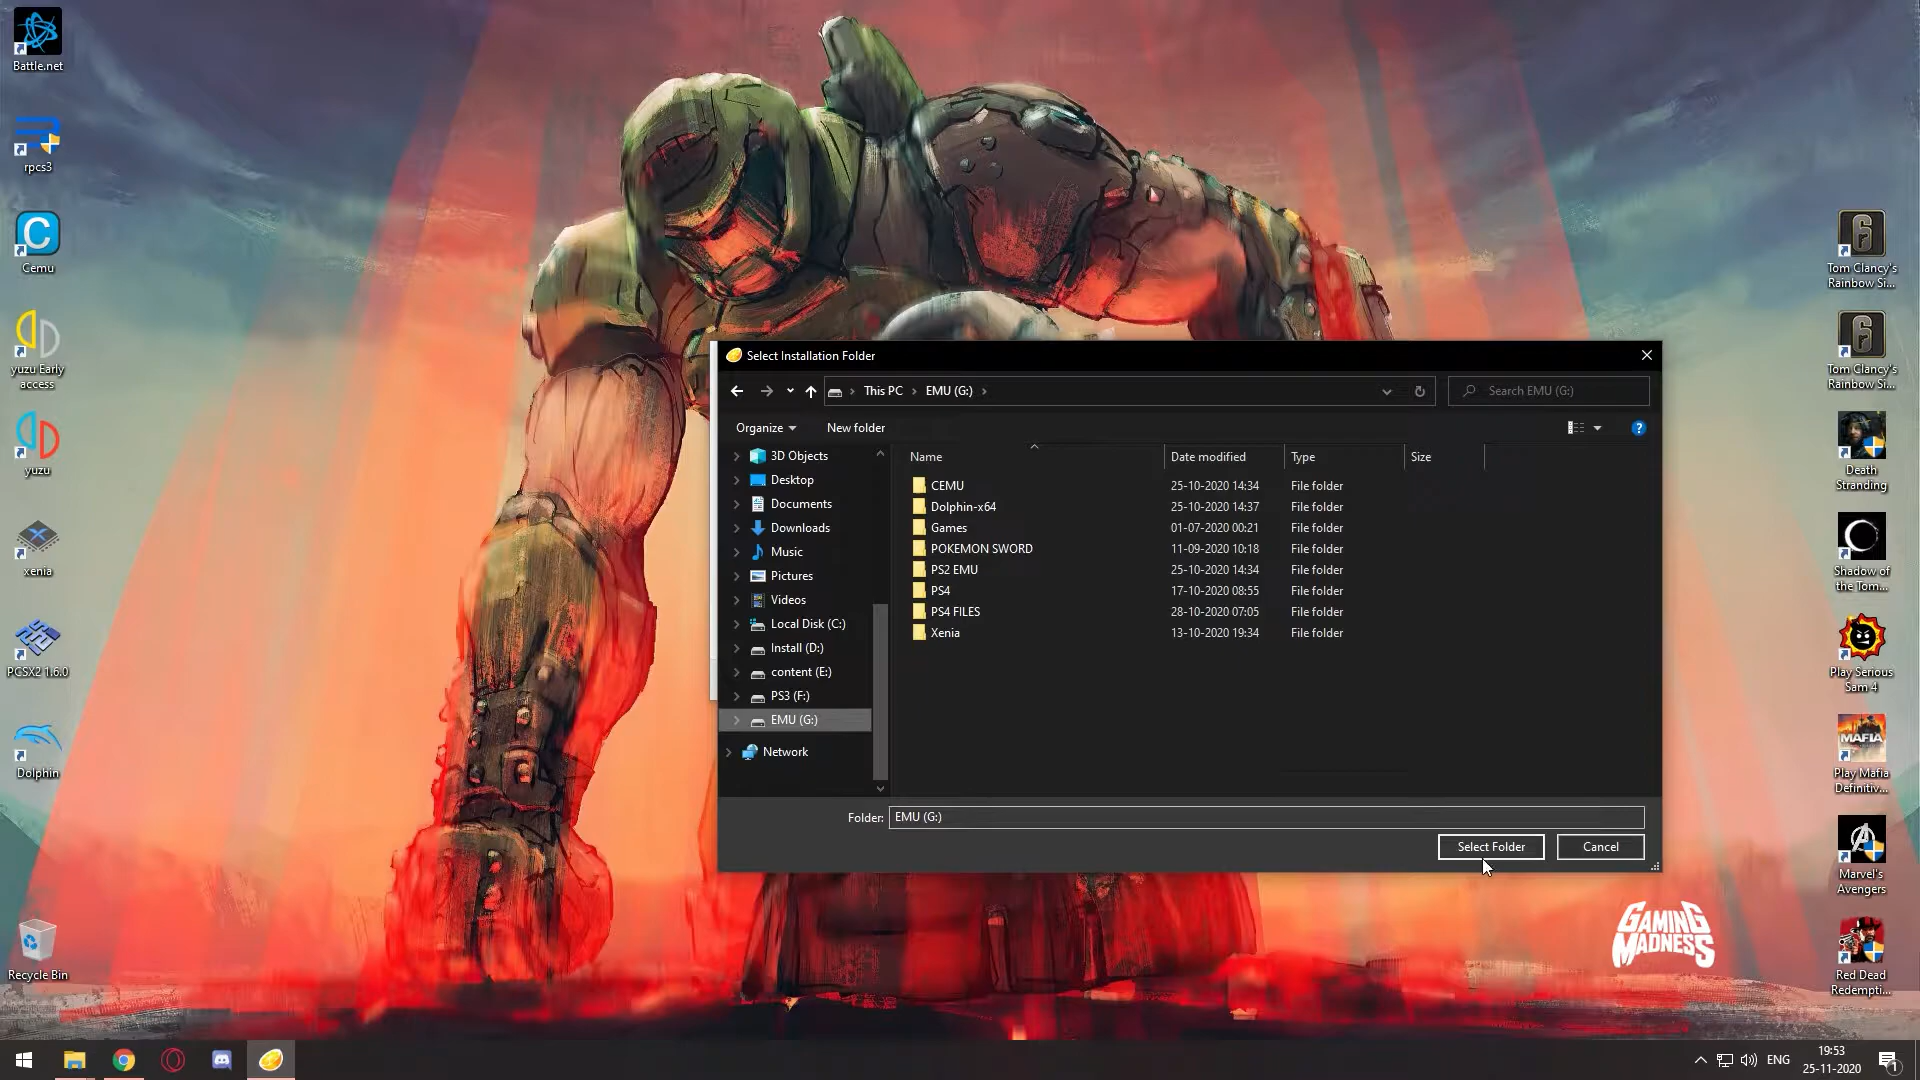 Battle.net
rpcs3
Cemu
yuzu Early
access
yuzu
xenia
PCSX2 1.6.0
Dolphin
Recycle Bin
Select Installation Folder
This PC
EMU (G:)
Search EMU (G:)
Organize
New folder
3D Objects
Desktop
Documents
Downloads
Music
Pictures
Videos
Local Disk (C:)
Install (D:)
content (E:)
PS3 (F:)
EMU (G:)
Network
Name Date modified Type Size
CEMU 25-10-2020 14:34 File folder
Dolphin-x64 25-10-2020 14:37 File folder
Games 01-07-2020 00:21 File folder
POKEMON SWORD 11-09-2020 10:18 File folder
PS2 EMU 25-10-2020 14:34 File folder
PS4 17-10-2020 08:55 File folder
PS4 FILES 28-10-2020 07:05 File folder
Xenia 13-10-2020 19:34 File folder
Folder: EMU (G:)
Select Folder
Cancel
Tom Clancy's
Rainbow Si...
Tom Clancy's
Rainbow Si...
Death
Stranding
Shadow of
the Tom...
Play Serious
Sam 4
MAFIA
Play Mafia
Definitiv...
Marvel's
Avengers
Red Dead
Redempti...
GAMING
MADNESS
ENG
19:53
25-11-2020
1